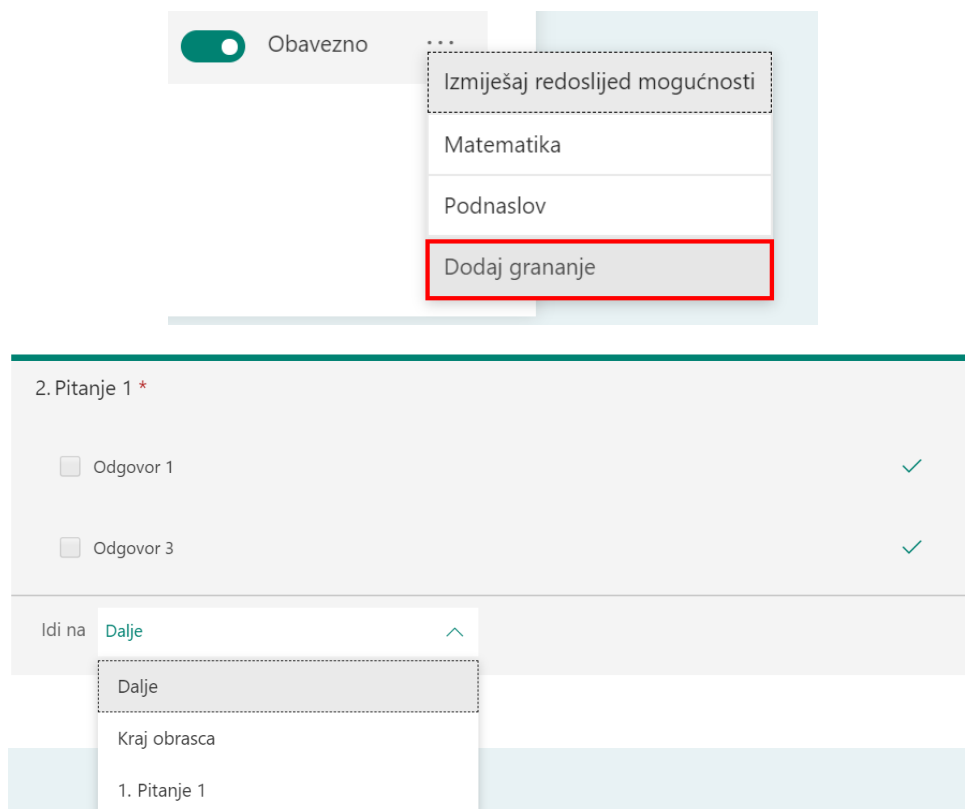 Obavezno ...
Izmiješaj redoslijed mogućnosti
Matematika
Podnaslov
Dodaj grananje
2. Pitanje 1 *
Odgovor 1
Odgovor 3
Idi na Dalje
Dalje
Kraj obrasca
1. Pitanje 1